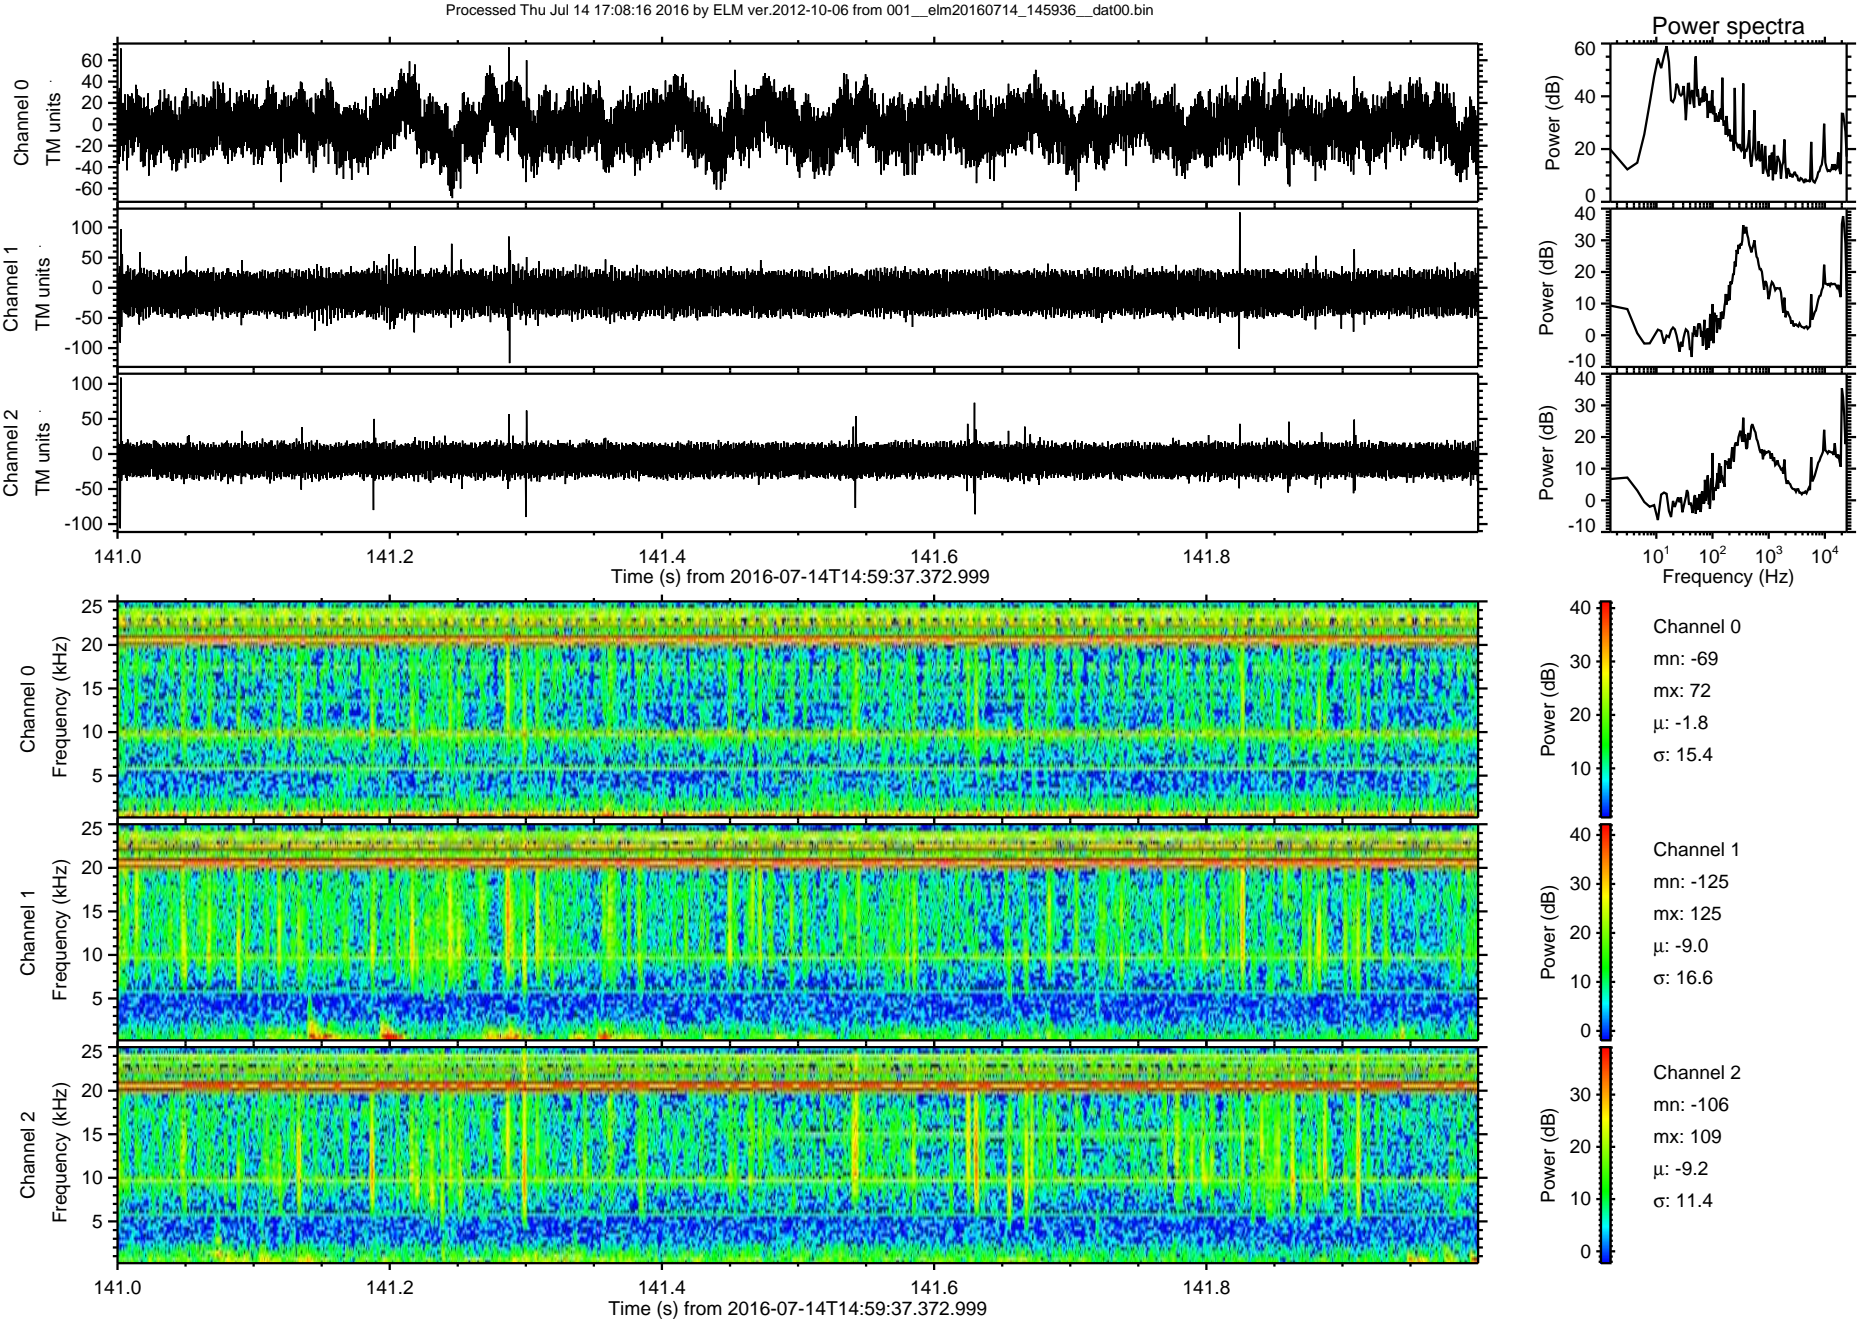 Processed Thu Jul 14 17:08:16 2016 by ELM ver.2012-10-06 from 001__elm20160714_145936__dat00.bin
Power spectra
Channel 0
TM units
60
40
20
0
-20
-40
-60
Power (dB)
60
40
20
0
Channel 1
TM units
100
50
0
-50
-100
Power (dB)
40
30
20
10
0
-10
Channel 2
TM units
100
50
0
-50
-100
Power (dB)
40
30
20
10
0
-10
141.0 141.2 141.4 141.6 141.8
Time (s) from 2016-07-14T14:59:37.372.999
10^1 10^2 10^3 10^4
Frequency (Hz)
Channel 0
Frequency (kHz)
25
20
15
10
5
Power (dB)
40
30
20
10
Channel 0
mn: -69
mx: 72
μ: -1.8
σ: 15.4
Channel 1
Frequency (kHz)
25
20
15
10
5
Power (dB)
40
30
20
10
0
Channel 1
mn: -125
mx: 125
μ: -9.0
σ: 16.6
Channel 2
Frequency (kHz)
25
20
15
10
5
Power (dB)
30
20
10
0
Channel 2
mn: -106
mx: 109
μ: -9.2
σ: 11.4
141.0 141.2 141.4 141.6 141.8
Time (s) from 2016-07-14T14:59:37.372.999